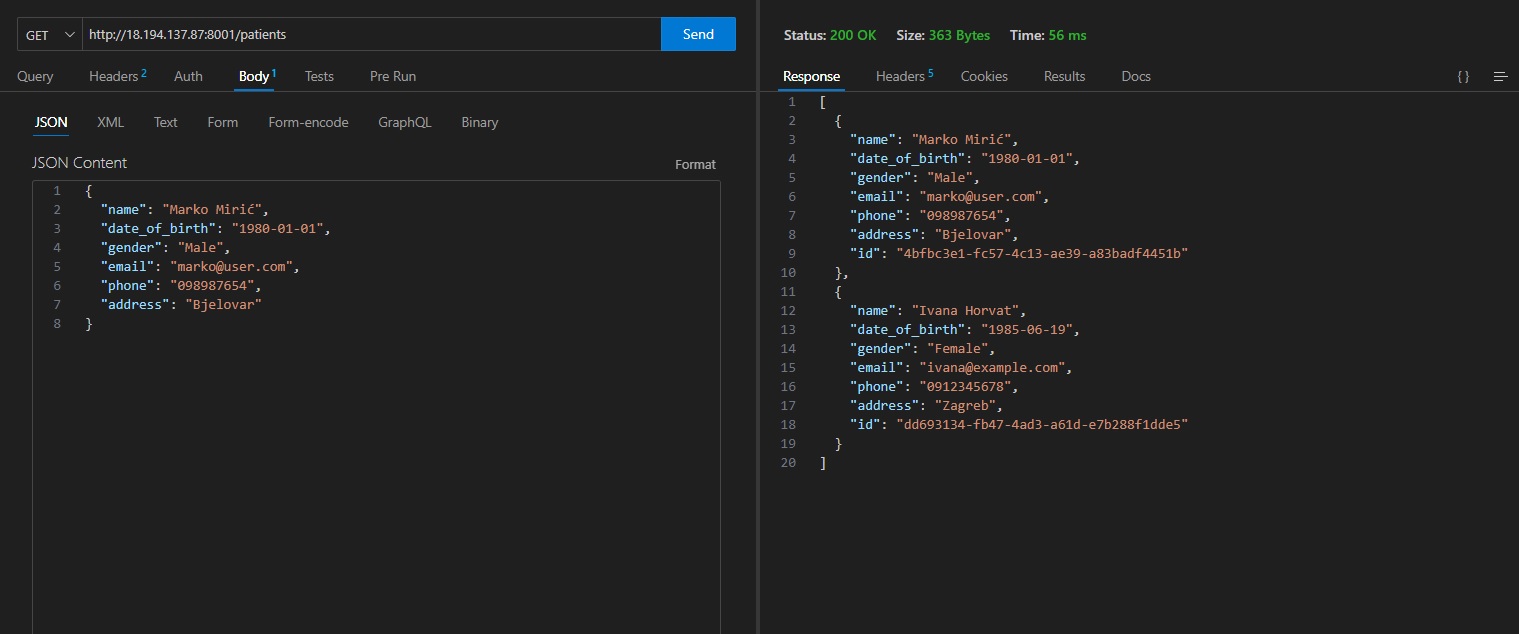 GET http://18.194.137.87:8001/patients Send
Query Headers 2 Auth Body 1 Tests Pre Run
JSON XML Text Form Form-encode GraphQL Binary
JSON Content Format
1 {
2 "name": "Marko Mirić",
3 "date_of_birth": "1980-01-01",
4 "gender": "Male",
5 "email": "marko@user.com",
6 "phone": "098987654",
7 "address": "Bjelovar"
8 }
Status: 200 OK Size: 363 Bytes Time: 56 ms
Response Headers 5 Cookies Results Docs { }
1 [
2 {
3 "name": "Marko Mirić",
4 "date_of_birth": "1980-01-01",
5 "gender": "Male",
6 "email": "marko@user.com",
7 "phone": "098987654",
8 "address": "Bjelovar",
9 "id": "4bfbc3e1-fc57-4c13-ae39-a83badf4451b"
10 },
11 {
12 "name": "Ivana Horvat",
13 "date_of_birth": "1985-06-19",
14 "gender": "Female",
15 "email": "ivana@example.com",
16 "phone": "0912345678",
17 "address": "Zagreb",
18 "id": "dd693134-fb47-4ad3-a61d-e7b288f1dde5"
19 }
20 ]